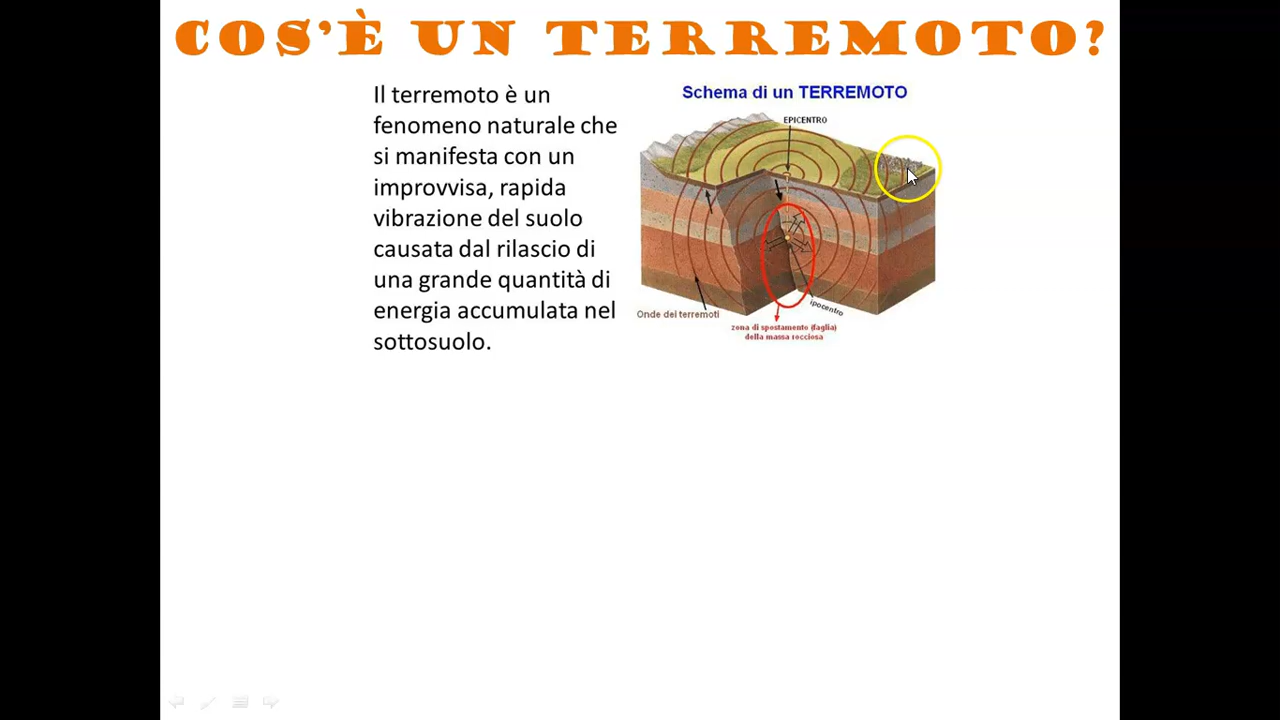 COS'È UN TERREMOTO?
Il terremoto è un
fenomeno naturale che
si manifesta con un
improvvisa, rapida
vibrazione del suolo
causata dal rilascio di
una grande quantità di
energia accumulata nel
sottosuolo.
Schema di un TERREMOTO
EPICENTRO
ipocentro
Onde dei terremoti
zona di spostamento (faglia)
della massa rocciosa